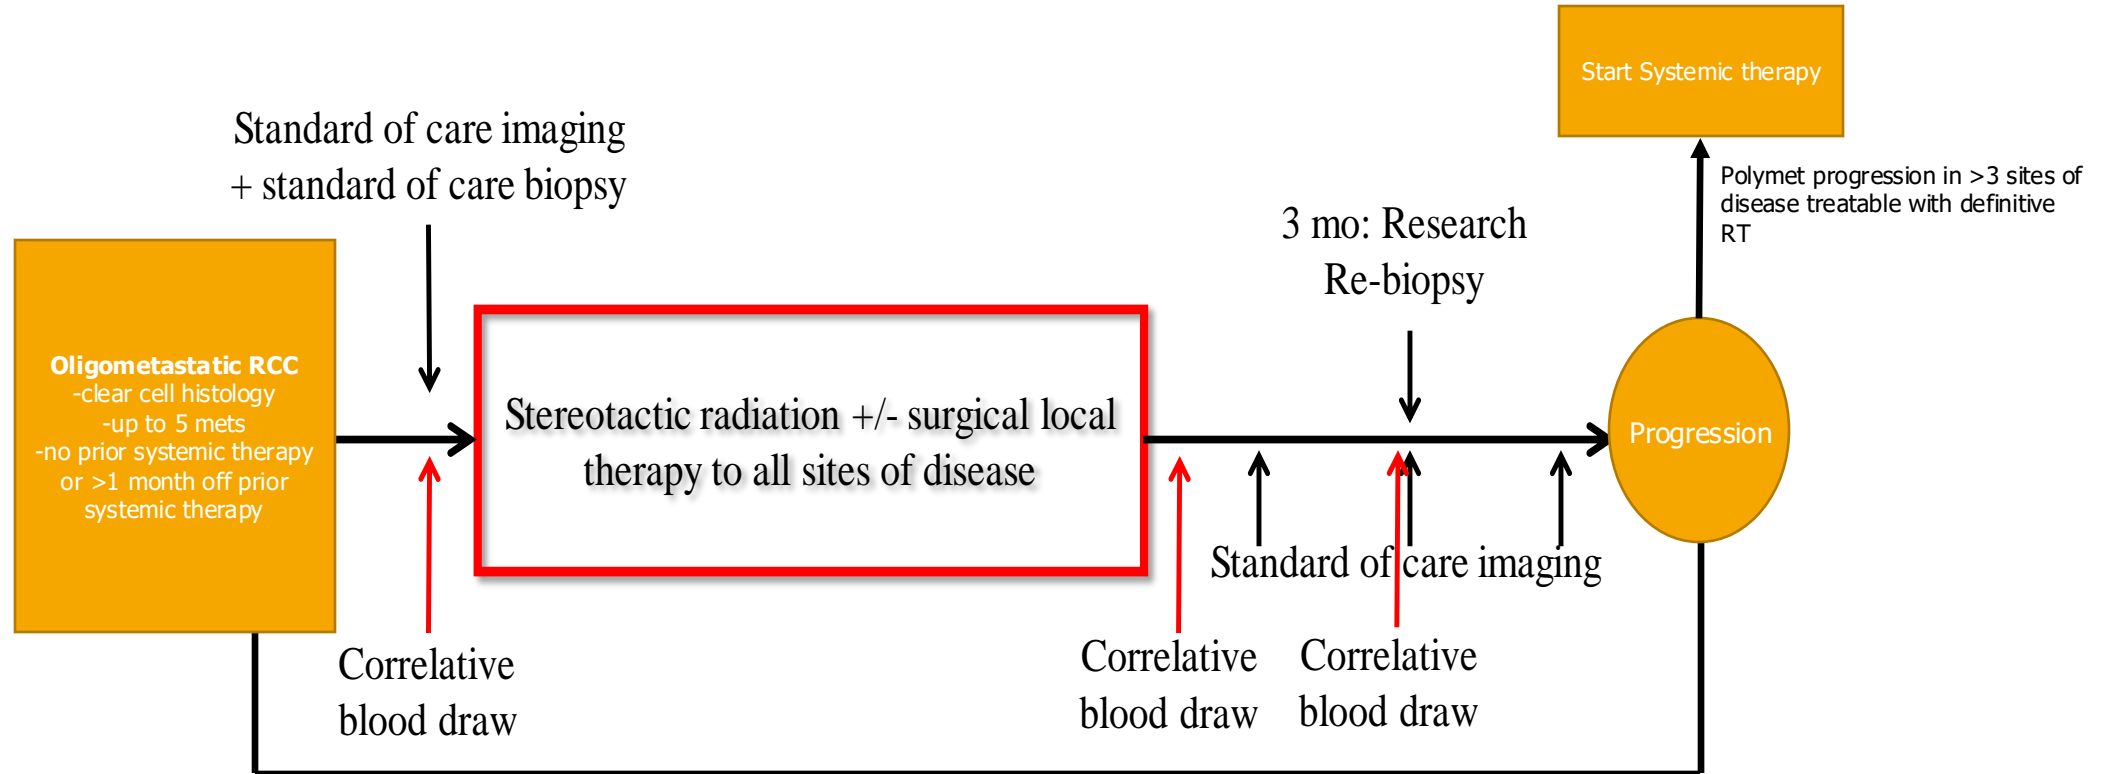 Start Systemic therapy
Standard of care imaging
+ standard of care biopsy
Polymet progression in >3 sites of
disease treatable with definitive
RT
3 mo: Research
Re-biopsy
Oligometastatic RCC
-clear cell histology
-up to 5 mets
-no prior systemic therapy
or >1 month off prior
systemic therapy
Stereotactic radiation +/- surgical local
therapy to all sites of disease
Progression
Standard of care imaging
Correlative
blood draw
Correlative
blood draw
Correlative
blood draw